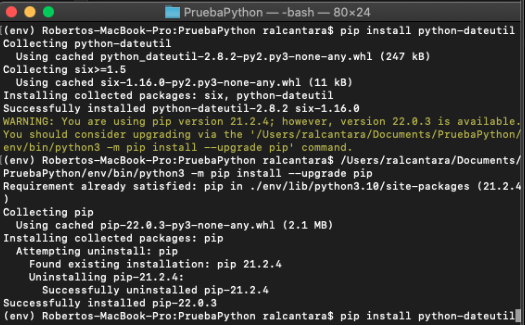 PruebaPython — -bash — 80×24
((env) Robertos-MacBook-Pro:PruebaPython ralcantara$ pip install python-dateutil
Collecting python-dateutil
  Using cached python_dateutil-2.8.2-py2.py3-none-any.whl (247 kB)
Collecting six>=1.5
  Using cached six-1.16.0-py2.py3-none-any.whl (11 kB)
Installing collected packages: six, python-dateutil
Successfully installed python-dateutil-2.8.2 six-1.16.0
WARNING: You are using pip version 21.2.4; however, version 22.0.3 is available.
You should consider upgrading via the '/Users/ralcantara/Documents/PruebaPython/
env/bin/python3 -m pip install --upgrade pip' command.
[(env) Robertos-MacBook-Pro:PruebaPython ralcantara$ /Users/ralcantara/Documents/
PruebaPython/env/bin/python3 -m pip install --upgrade pip
Requirement already satisfied: pip in ./env/lib/python3.10/site-packages (21.2.4
)
Collecting pip
  Using cached pip-22.0.3-py3-none-any.whl (2.1 MB)
Installing collected packages: pip
  Attempting uninstall: pip
    Found existing installation: pip 21.2.4
    Uninstalling pip-21.2.4:
      Successfully uninstalled pip-21.2.4
Successfully installed pip-22.0.3
(env) Robertos-MacBook-Pro:PruebaPython ralcantara$ pip install python-dateutil